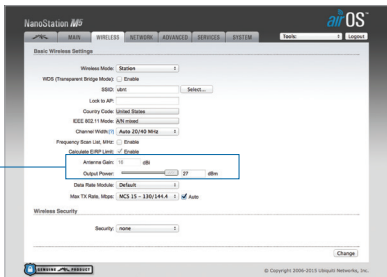 NanoStation M5
airOS™
MAIN WIRELESS NETWORK ADVANCED SERVICES SYSTEM Tools: Logout
Basic Wireless Settings
Wireless Mode: Station
WDS (Transparent Bridge Mode): Enable
SSID: ubnt Select...
Lock to AP:
Country Code: United States
IEEE 802.11 Mode: A/N mixed
Channel Width:[?] Auto 20/40 MHz
Frequency Scan List, MHz: Enable
Calculate EIRP Limit: Enable
Antenna Gain: 16 dBi
Output Power: 27 dBm
Data Rate Module: Default
Max TX Rate, Mbps: MCS 15 - 130/144.4 Auto
Wireless Security
Security: none
Change
GENUINE PRODUCT
© Copyright 2006-2015 Ubiquiti Networks, Inc.